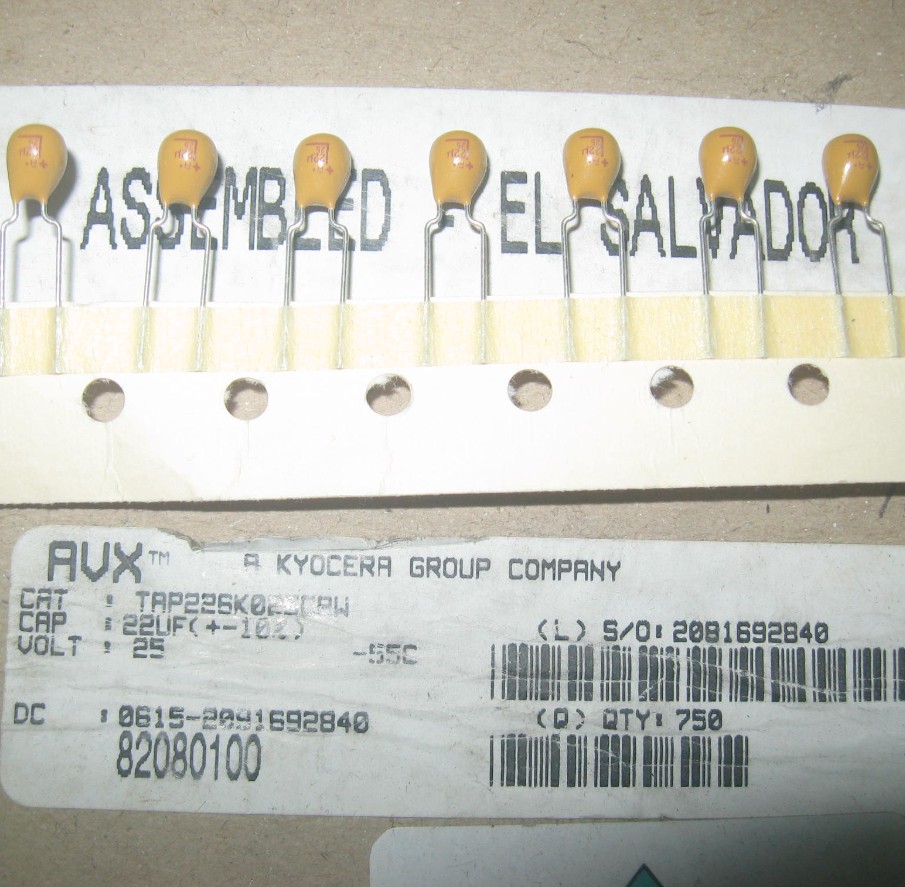 ASSEMBLED - EL SALVADOR
AVX™ A KYOCERA GROUP COMPANY
CAT :
CAP : 22UF(+-10%)
VOLT : 25 -55C
(L) S/O: 2081692840
DC : 0615-2091692840
(Q) QTY: 750
82080100